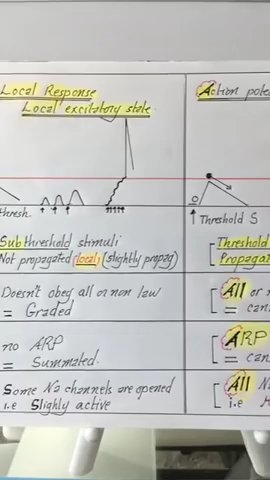 Local Response
Local excitatory state
Action
thresh.
Threshold S
Subthreshold stimuli
Not propagated (local) (slightly propag)
[Threshold
Propagat
Doesn't obey all or non law
= Graded
[All or
= can
no ARP
= Summated.
[ARP
= can
Some Na channels are opened
i.e Slighly active
[All Na
i.e